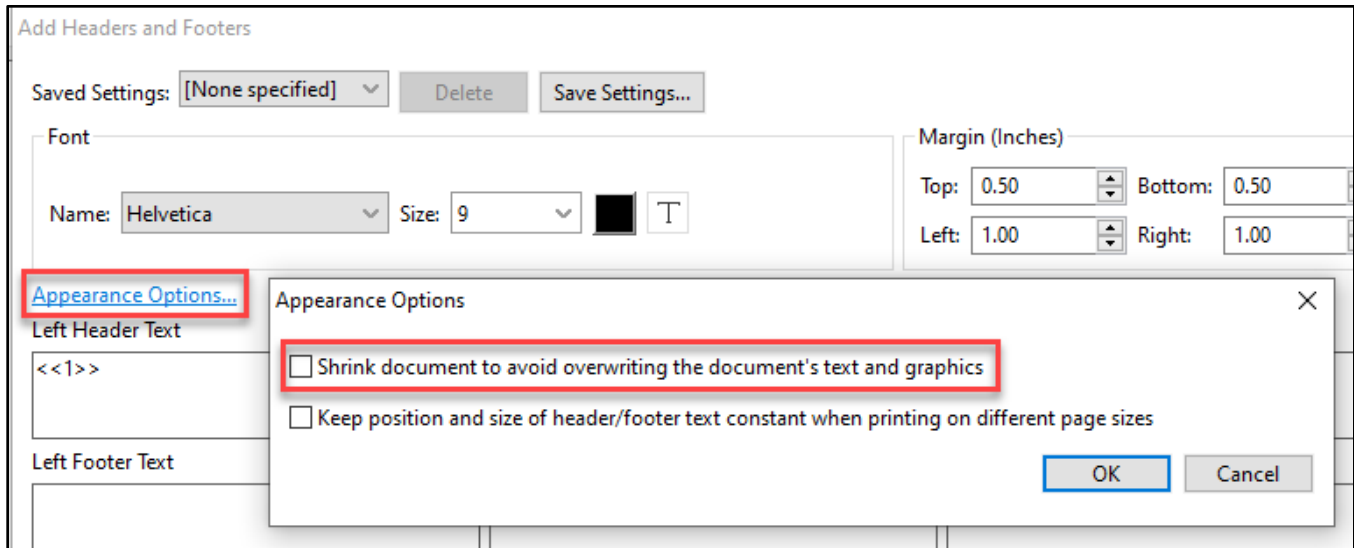 Add Headers and Footers
Saved Settings: [None specified] Delete Save Settings...
Font
Margin (Inches)
Top: 0.50 Bottom: 0.50
Name: Helvetica Size: 9 T
Left: 1.00 Right: 1.00
Appearance Options...
Appearance Options
Left Header Text
<<1>>
Shrink document to avoid overwriting the document's text and graphics
Keep position and size of header/footer text constant when printing on different page sizes
Left Footer Text
OK Cancel